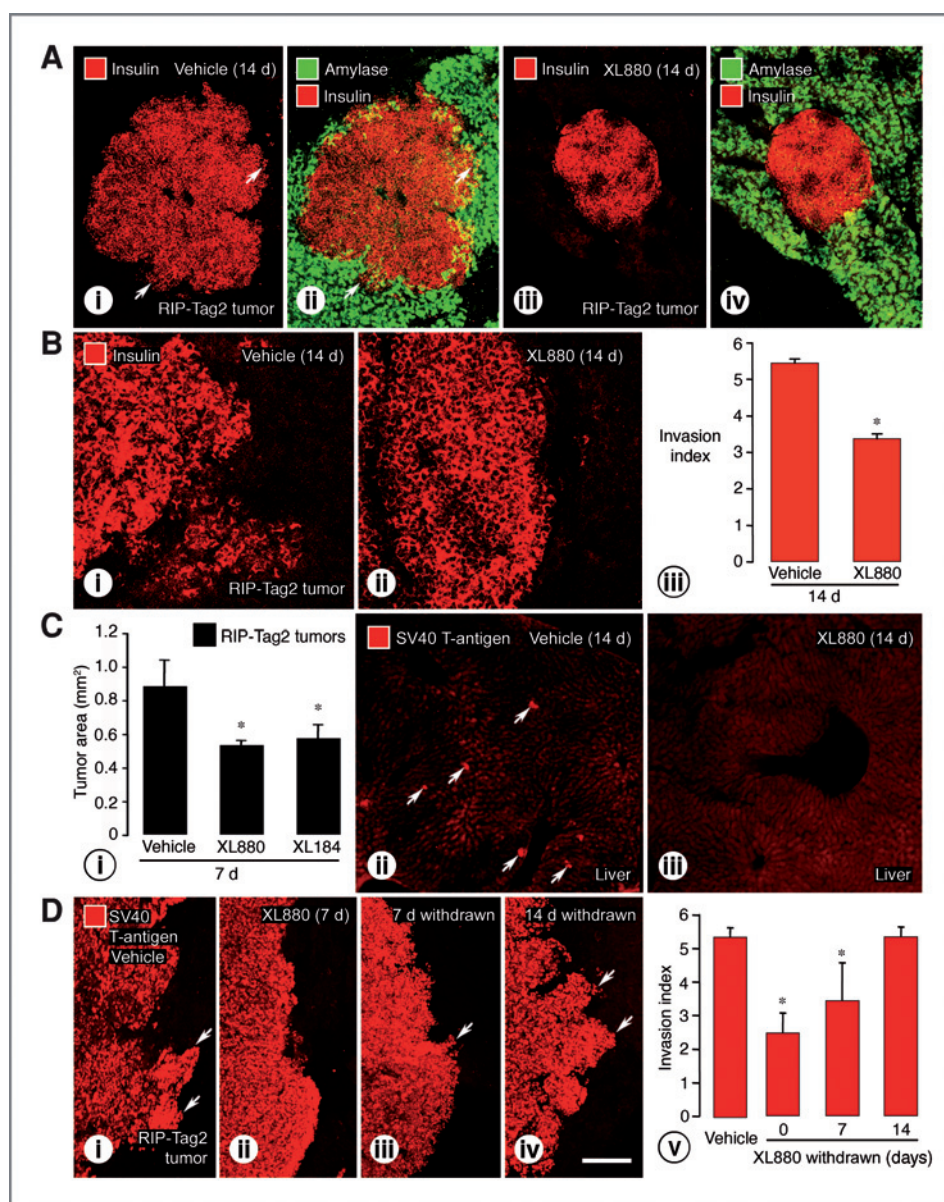 A
Insulin Vehicle (14 d)
i
RIP-Tag2 tumor
Amylase
Insulin
ii
Insulin XL880 (14 d)
iii
RIP-Tag2 tumor
Amylase
Insulin
iv
B
Insulin Vehicle (14 d)
i
RIP-Tag2 tumor
XL880 (14 d)
ii
6
5
4
3
2
1
0
Invasion
index
*
Vehicle XL880
14 d
iii
C
1.2
1.0
0.8
0.6
0.4
0.2
0
Tumor area (mm²)
RIP-Tag2 tumors
*
*
Vehicle XL880 XL184
7 d
i
SV40 T-antigen Vehicle (14 d)
ii
Liver
XL880 (14 d)
iii
Liver
D
SV40
T-antigen
Vehicle
i
RIP-Tag2
tumor
XL880 (7 d)
ii
7 d withdrawn
iii
14 d withdrawn
iv
6
5
4
3
2
1
0
Invasion index
*
*
Vehicle 0 7 14
XL880 withdrawn (days)
v